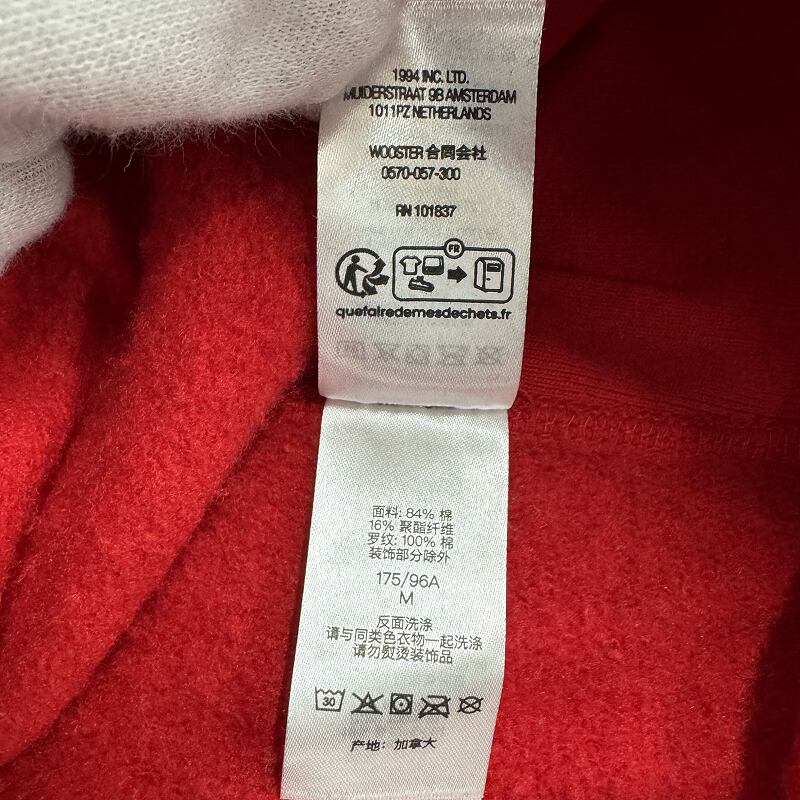 1994 INC. LTD.
MUIDERSTRAAT 9B AMSTERDAM
1011PZ NETHERLANDS
WOOSTER 合同会社
0570-057-300
RN 101837
FR
quefairedemesdechets.fr
面料: 84% 棉
16% 聚酯纤维
罗纹: 100% 棉
装饰部分除外
175/96A
M
反面洗涤
请与同类色衣物一起洗涤
请勿熨烫装饰品
30
产地: 加拿大